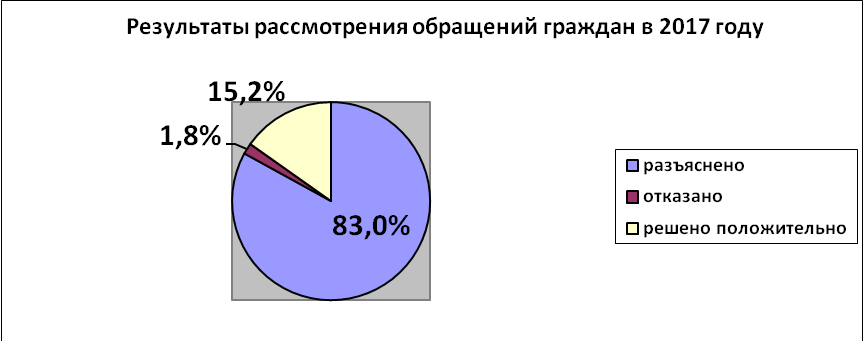 Результаты рассмотрения обращений граждан в 2017 году
15,2%
1,8%
83,0%
разъяснено
отказано
решено положительно